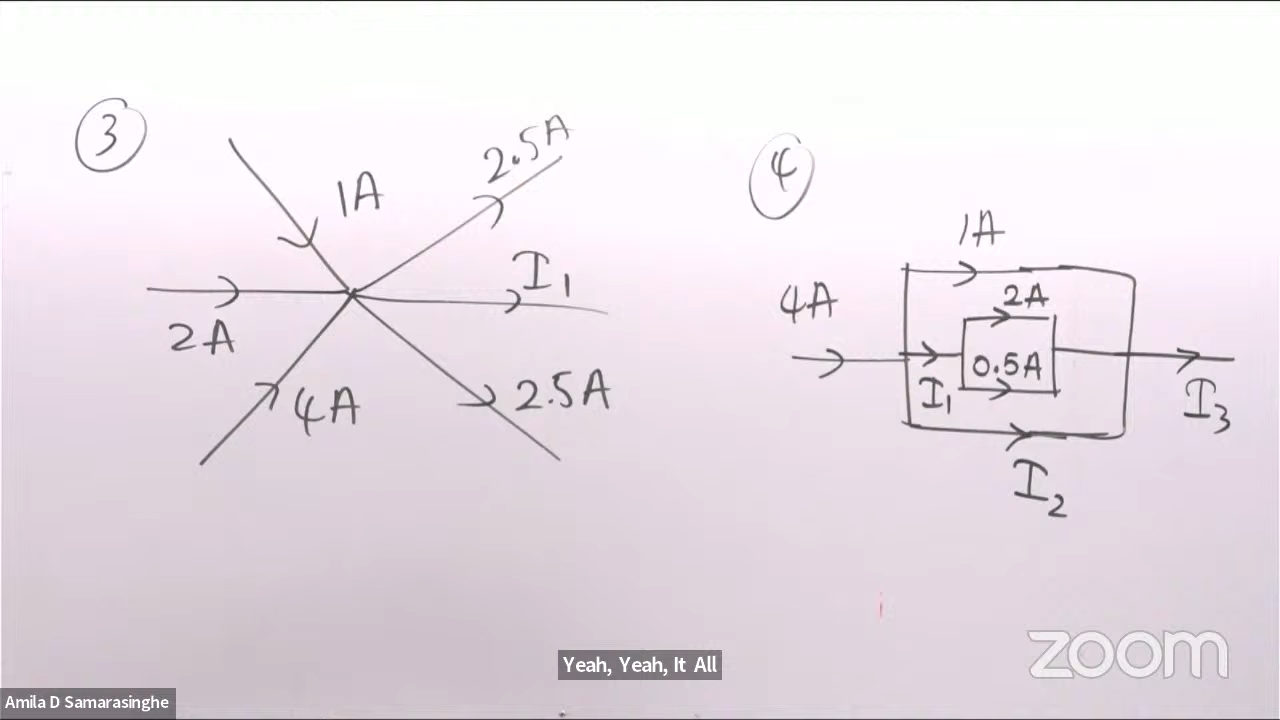 3
2.5A
1A
I1
2A
4A
2.5A
4
1A
4A
2A
0.5A
I1
I3
I2
zoom
Yeah, Yeah, It All
Amila D Samarasinghe